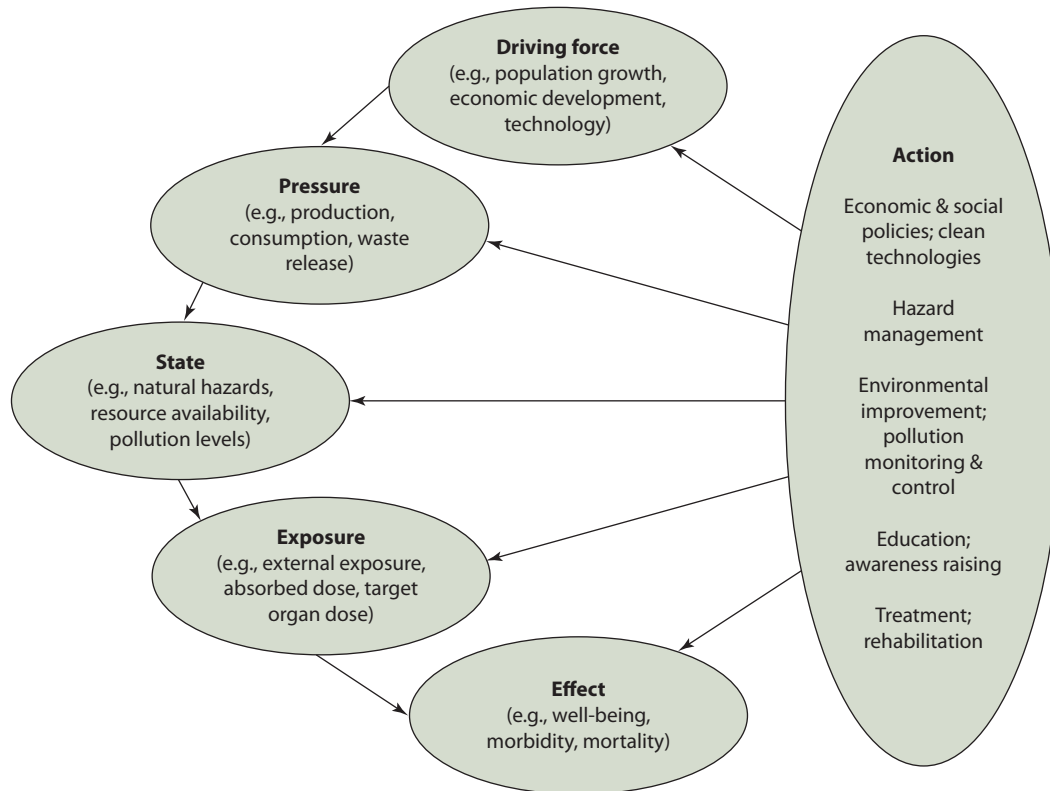 Driving force
(e.g., population growth,
economic development,
technology)
Pressure
(e.g., production,
consumption, waste
release)
State
(e.g., natural hazards,
resource availability,
pollution levels)
Exposure
(e.g., external exposure,
absorbed dose, target
organ dose)
Effect
(e.g., well-being,
morbidity, mortality)
Action
Economic & social
policies; clean
technologies
Hazard
management
Environmental
improvement;
pollution
monitoring &
control
Education;
awareness raising
Treatment;
rehabilitation